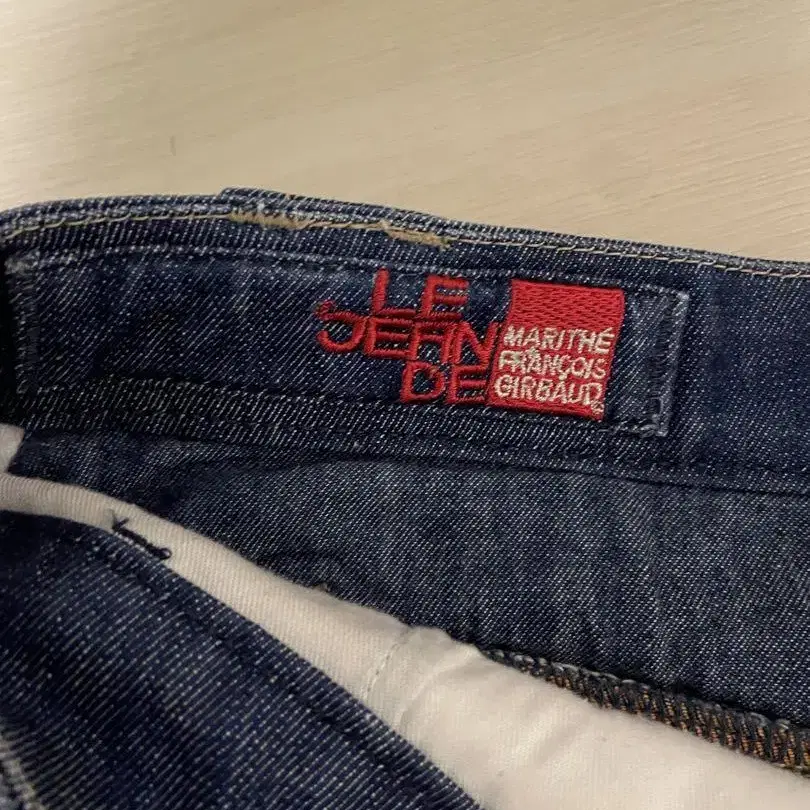 LE
JEAN
DE
MARITHÉ
FRANÇOIS
GIRBAUD